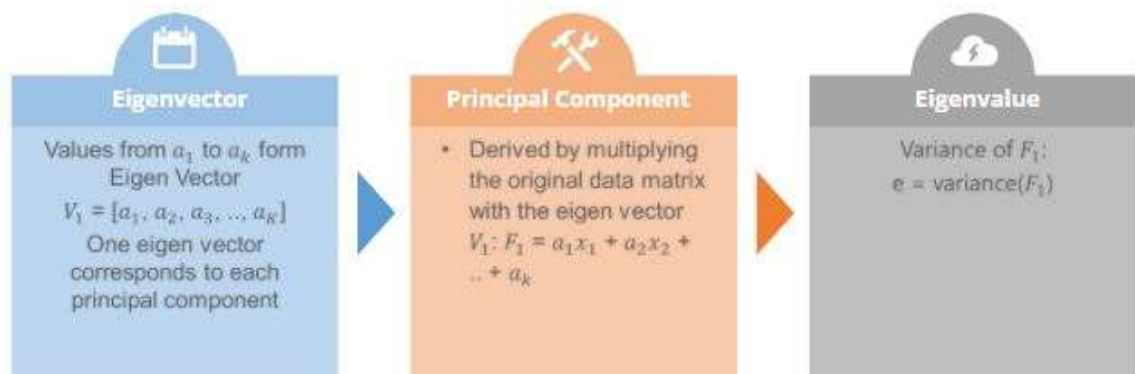 Eigenvector
Values from a₁ to aₖ form
Eigen Vector
V₁ = [a₁, a₂, a₃, .., a_K]
One eigen vector
corresponds to each
principal component
Principal Component
• Derived by multiplying
the original data matrix
with the eigen vector
V₁: F₁ = a₁x₁ + a₂x₂ +
.. + aₖ
Eigenvalue
Variance of F₁:
e = variance(F₁)